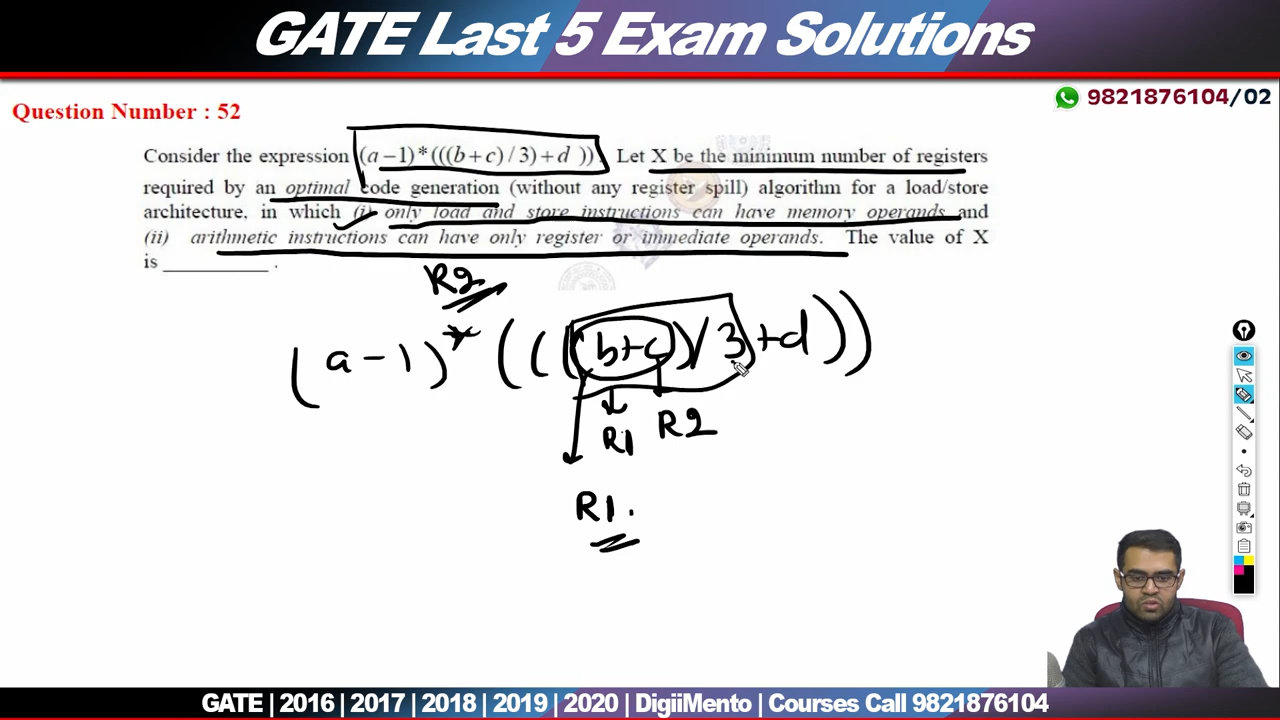 GATE Last 5 Exam Solutions
9821876104/02
Question Number : 52
Consider the expression (a−1)*(((b+c)/3)+d)). Let X be the minimum number of registers
required by an optimal code generation (without any register spill) algorithm for a load/store
architecture, in which (i) only load and store instructions can have memory operands and
(ii) arithmetic instructions can have only register or immediate operands. The value of X
is __________ .
R2
(a-1)*(((b+c)/3)+d))
R1 R2
R1.
GATE | 2016 | 2017 | 2018 | 2019 | 2020 | DigiiMento | Courses Call 9821876104